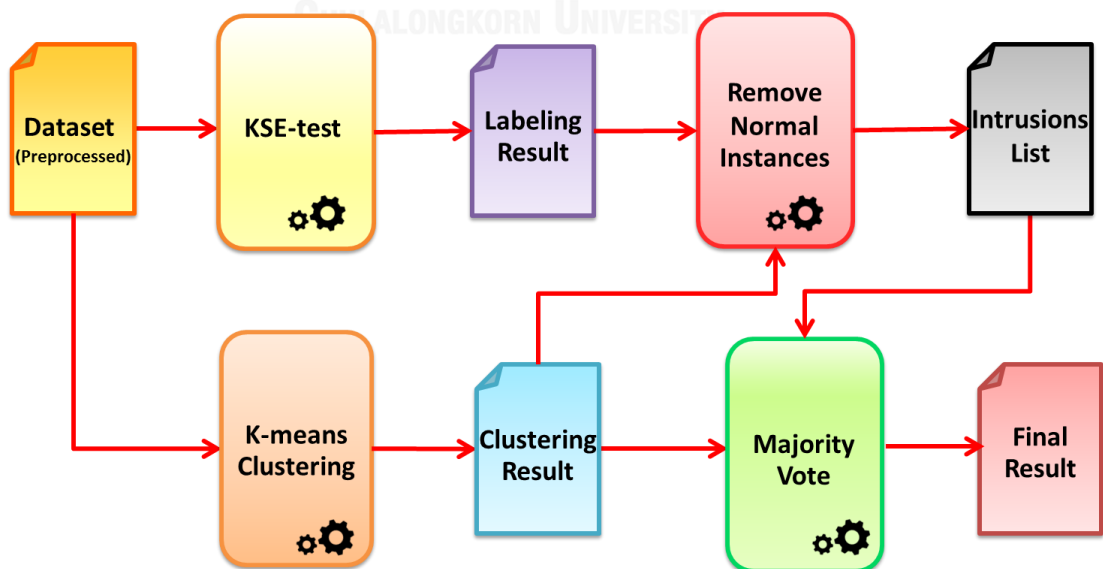 Dataset
(Preprocessed)
KSE-test
Labeling
Result
Remove
Normal
Instances
Intrusions
List
K-means
Clustering
Clustering
Result
Majority
Vote
Final
Result